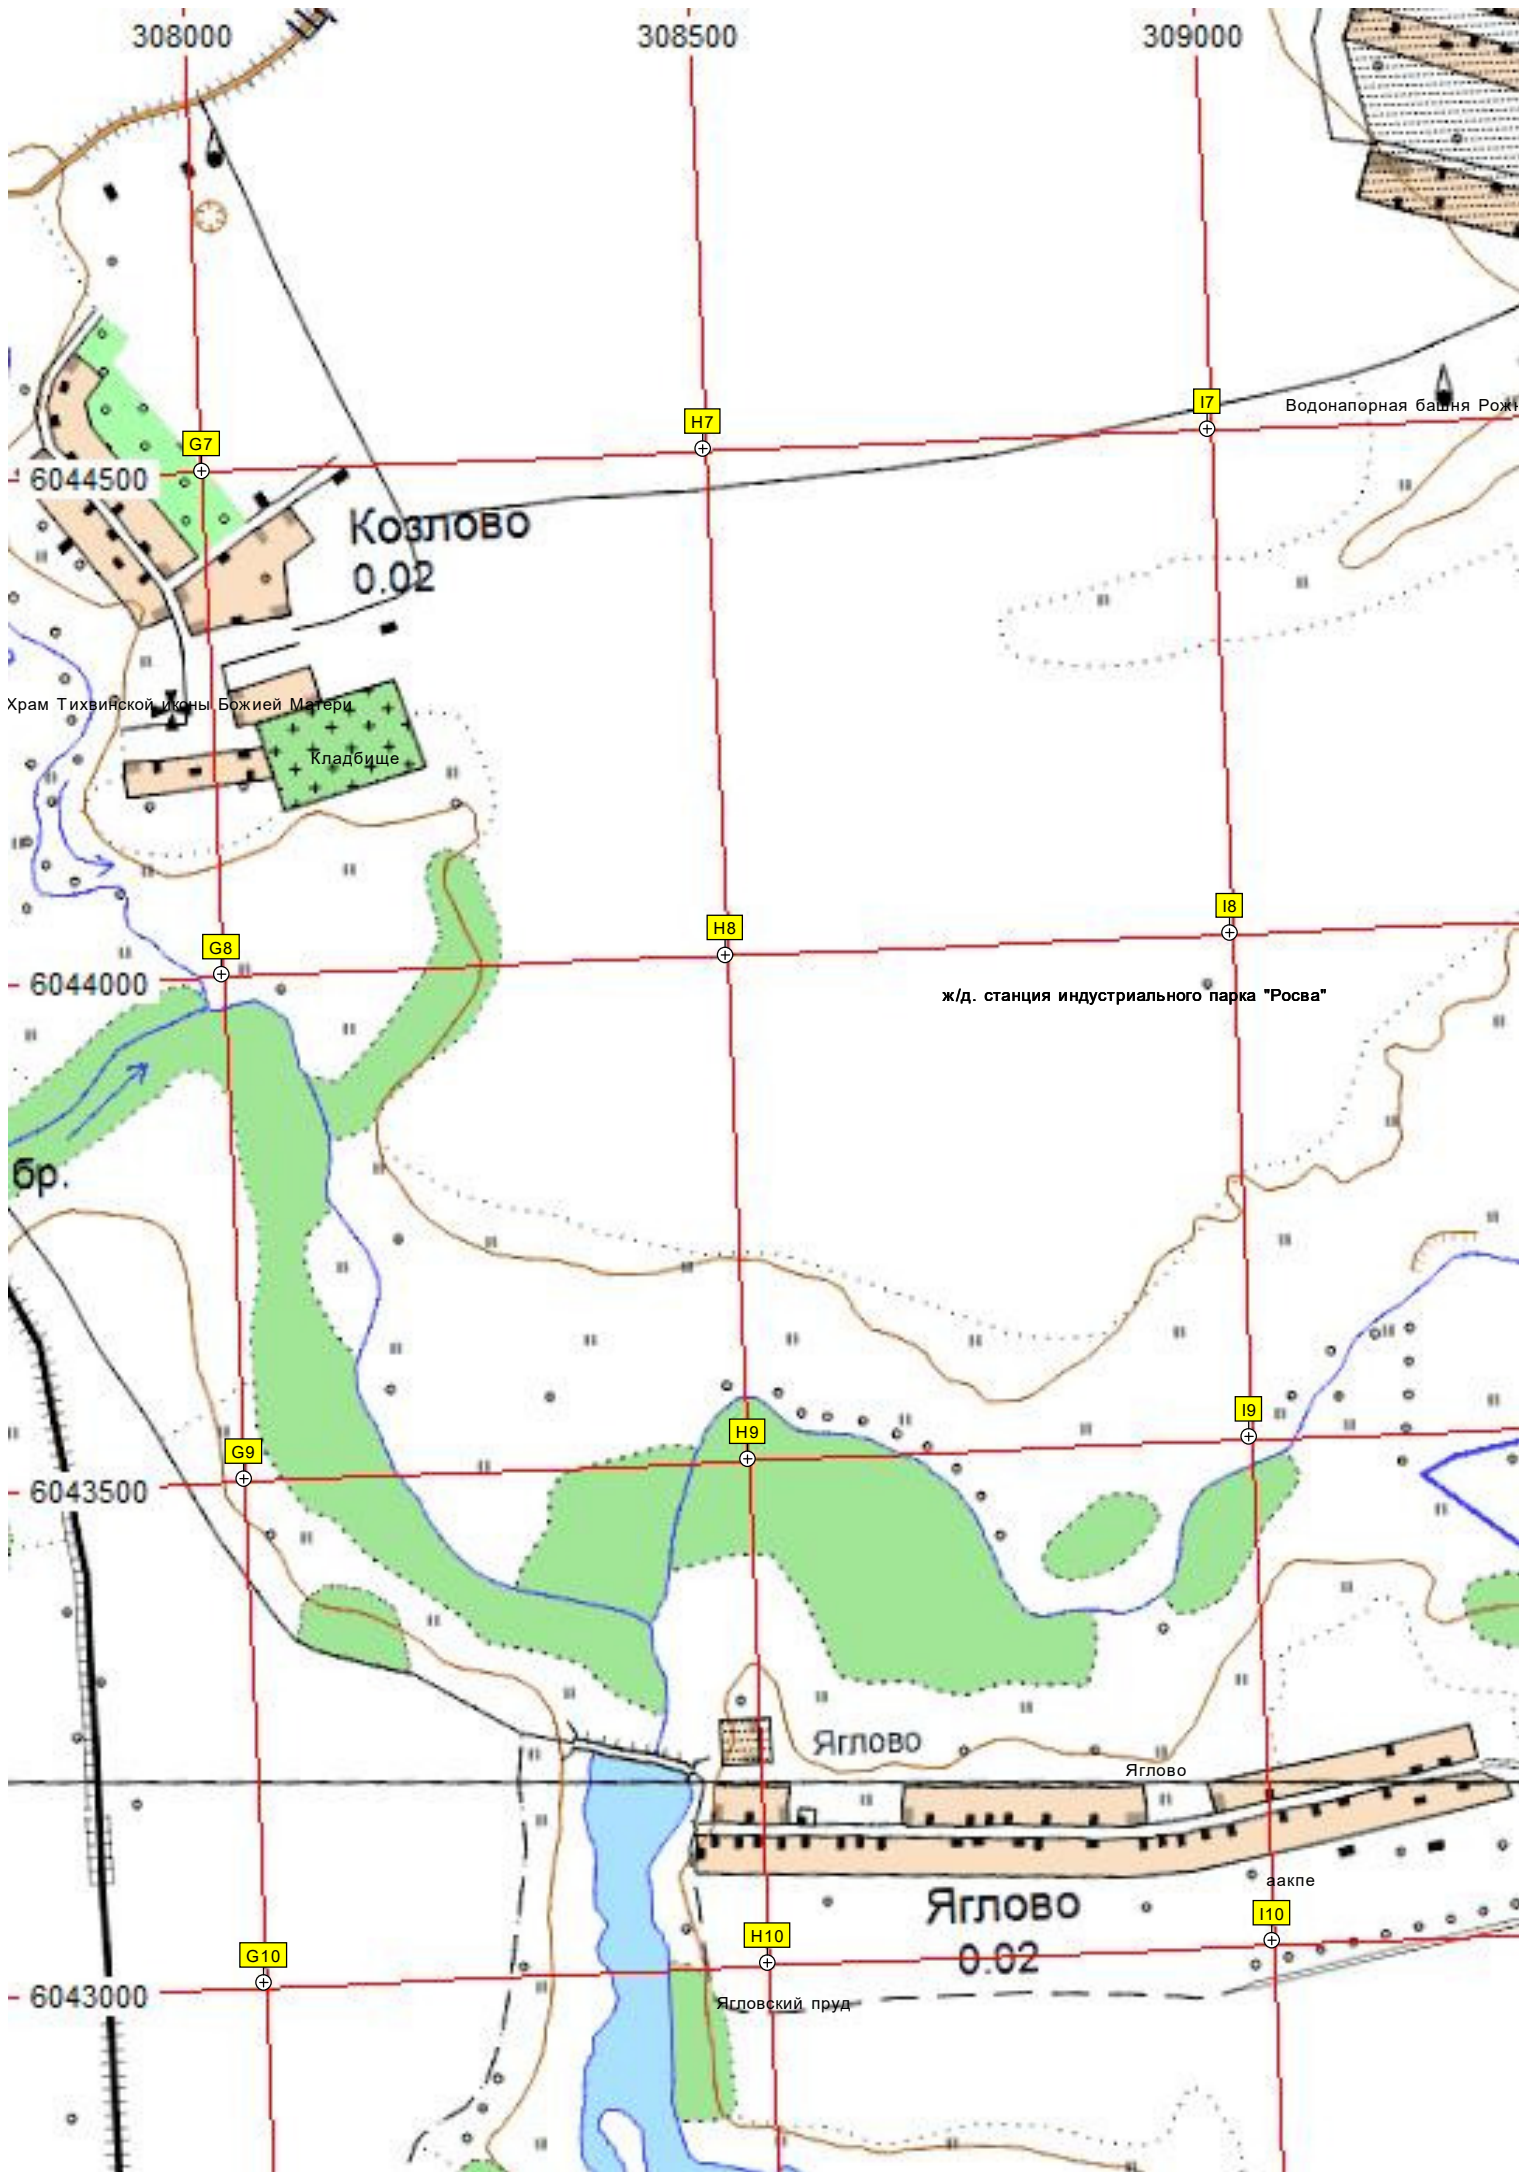 308000
308500
309000
I7
Водонапорная башня Рожн
H7
G7
6044500
Козлово
0.02
Храм Тихвинской иконы Божией Матери
Кладбище
I8
H8
G8
6044000
ж/д. станция индустриального парка "Росва"
бр.
I9
H9
G9
6043500
Яглово
Яглово
аакпе
Яглово
0.02
I10
H10
G10
6043000
Ягловский пруд